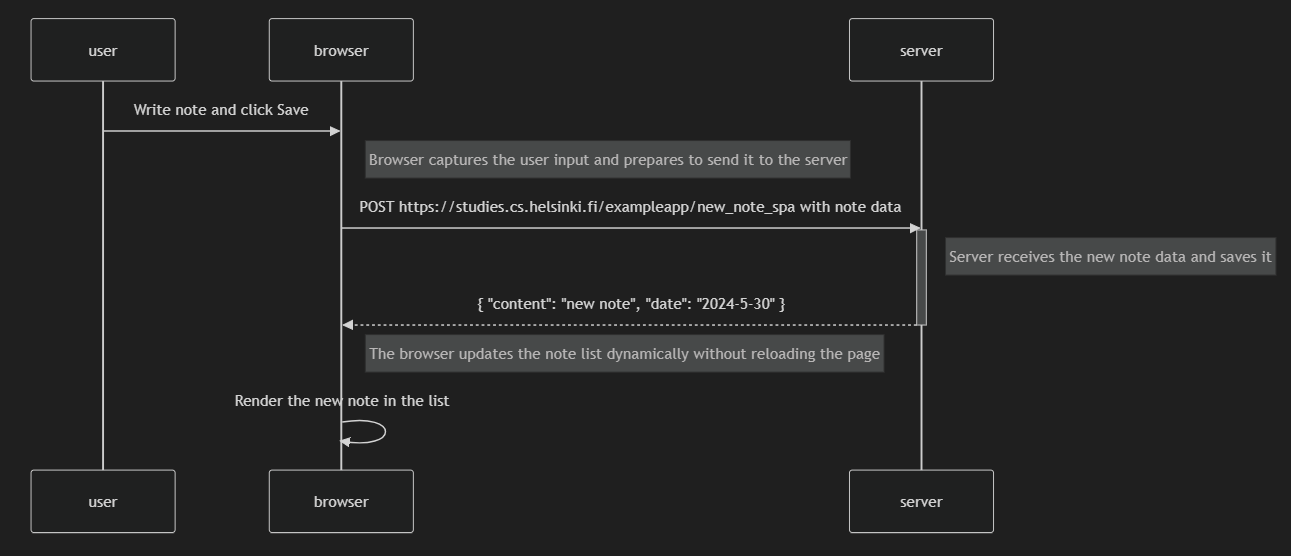 user
browser
server
Write note and click Save
Browser captures the user input and prepares to send it to the server
POST https://studies.cs.helsinki.fi/exampleapp/new_note_spa with note data
Server receives the new note data and saves it
{ "content": "new note", "date": "2024-5-30" }
The browser updates the note list dynamically without reloading the page
Render the new note in the list
user
browser
server